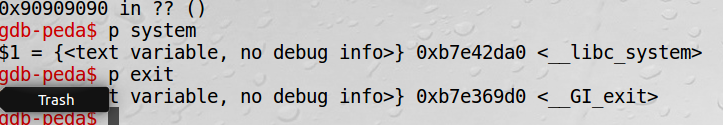 0x90909090 in ?? ()
gdb-peda$ p system
$1 = {<text variable, no debug info>} 0xb7e42da0 <__libc_system>
gdb-peda$ p exit
Trash t variable, no debug info>} 0xb7e369d0 <__GI_exit>
gdb-peda$